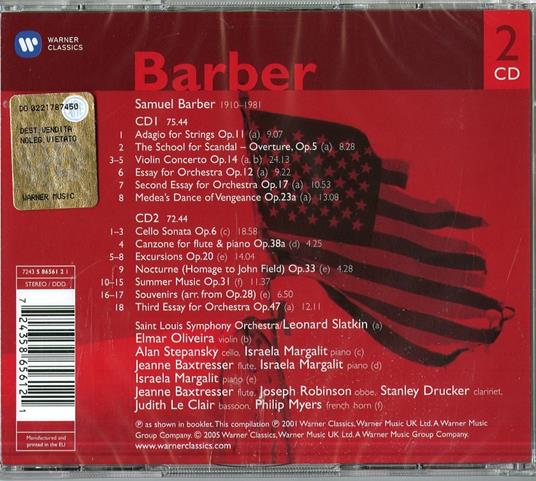 WARNER
CLASSICS
2
CD
Barber
DO 0221787450
DEST. VENDITA
NOLEG. VIETATO
WARNER MUSIC
Samuel Barber 1910–1981
CD1 75.44
1 Adagio for Strings Op.11 (a) 9.07
2 The School for Scandal – Overture, Op.5 (a) 8.28
3–5 Violin Concerto Op.14 (a, b) 24.13
6 Essay for Orchestra Op.12 (a) 9.22
7 Second Essay for Orchestra Op.17 (a) 10.53
8 Medea's Dance of Vengeance Op.23a (a) 13.08
CD2 72.44
1–3 Cello Sonata Op.6 (c) 18.58
4 Canzone for flute & piano Op.38a (d) 4.25
5–8 Excursions Op.20 (e) 14.04
9 Nocturne (Homage to John Field) Op.33 (e) 4.28
10–15 Summer Music Op.31 (f) 11.37
16–17 Souvenirs (arr. from Op.28) (e) 6.50
18 Third Essay for Orchestra Op.47 (a) 12.11
7243 5 86561 2 1
STEREO / DDD
7 24358 65612 1
Manufactured and
printed in the EU
Saint Louis Symphony Orchestra/Leonard Slatkin (a)
Elmar Oliveira violin (b)
Alan Stepansky cello, Israela Margalit piano (c)
Jeanne Baxtresser flute, Israela Margalit piano (d)
Israela Margalit piano (e)
Jeanne Baxtresser flute, Joseph Robinson oboe, Stanley Drucker clarinet,
Judith Le Clair bassoon, Philip Myers french horn (f)
℗ as shown in booklet. This compilation ℗ 2001 Warner Classics, Warner Music UK Ltd. A Warner Music
Group Company. © 2005 Warner Classics, Warner Music UK Ltd. A Warner Music Group Company.
www.warnerclassics.com